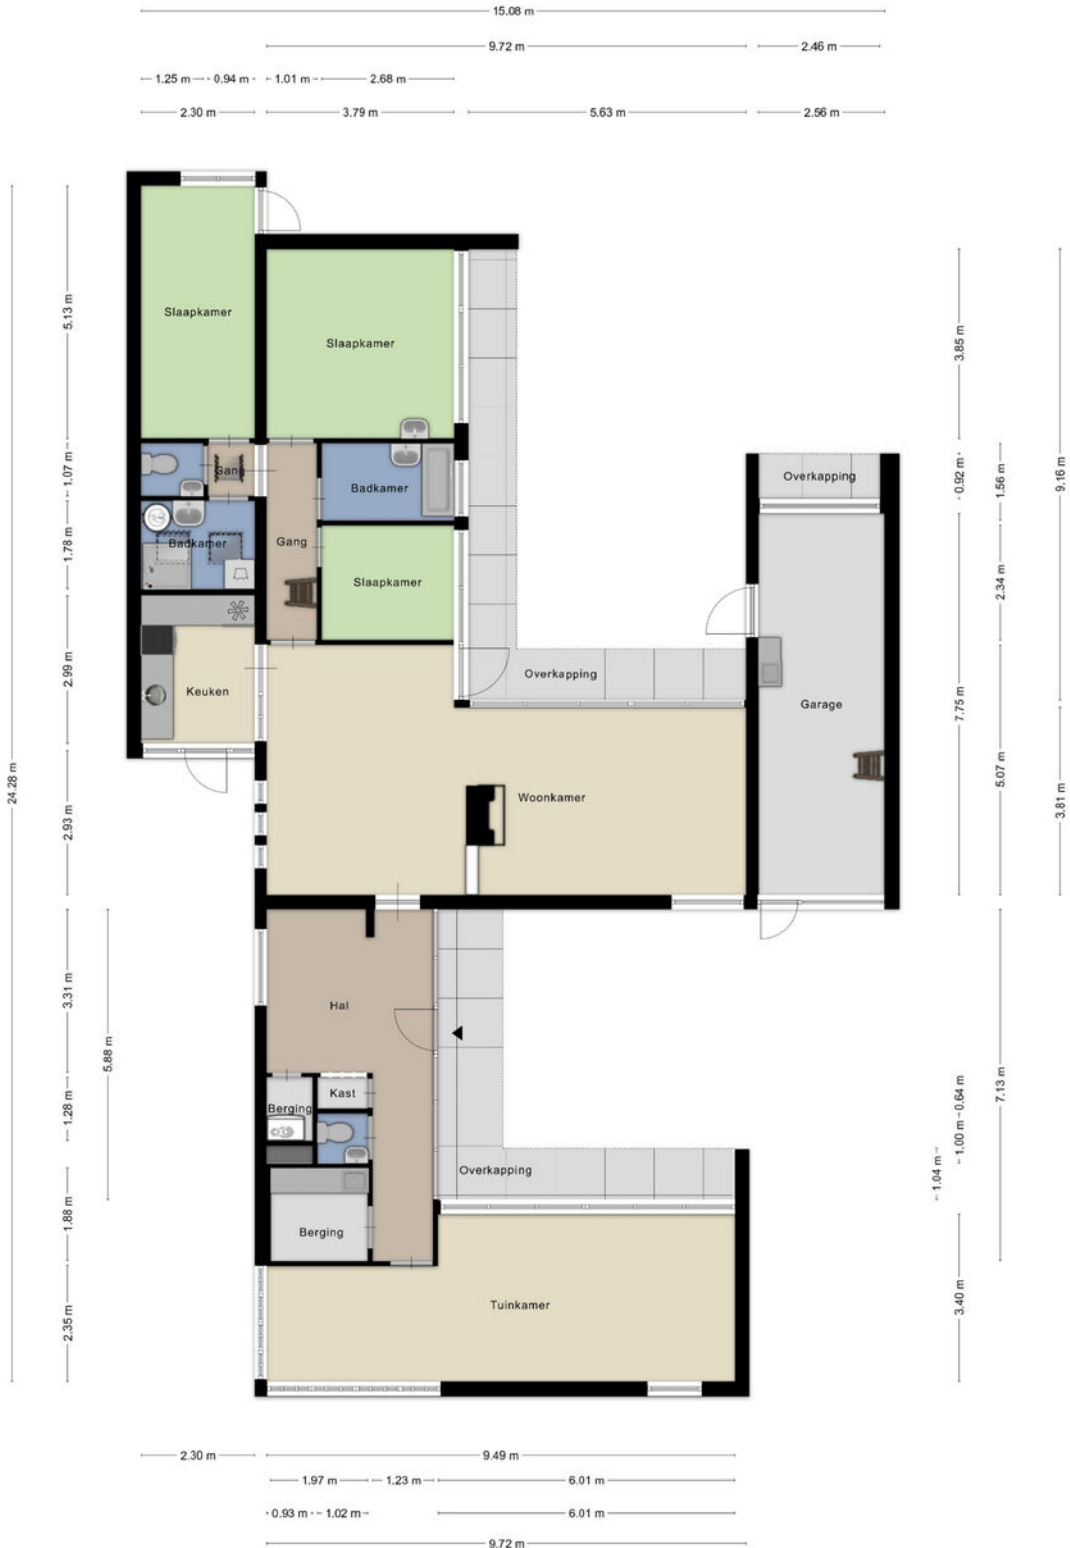 15.08 m
9.72 m
2.46 m
1.25 m
0.94 m
1.01 m
2.68 m
2.30 m
3.79 m
5.63 m
2.56 m
Slaapkamer
5.13 m
Slaapkamer
3.85 m
1.07 m
Gang
Badkamer
Overkapping
0.92 m
1.56 m
9.16 m
1.78 m
Badkamer
Gang
Slaapkamer
2.34 m
2.99 m
Keuken
Overkapping
Garage
7.75 m
24.28 m
Woonkamer
5.07 m
3.81 m
2.93 m
3.31 m
Hal
5.88 m
7.13 m
1.28 m
Berging
Kast
0.64 m
1.00 m
1.04 m
Overkapping
1.88 m
Berging
2.35 m
Tuinkamer
3.40 m
2.30 m
9.49 m
1.97 m
1.23 m
6.01 m
0.93 m
1.02 m
6.01 m
9.72 m